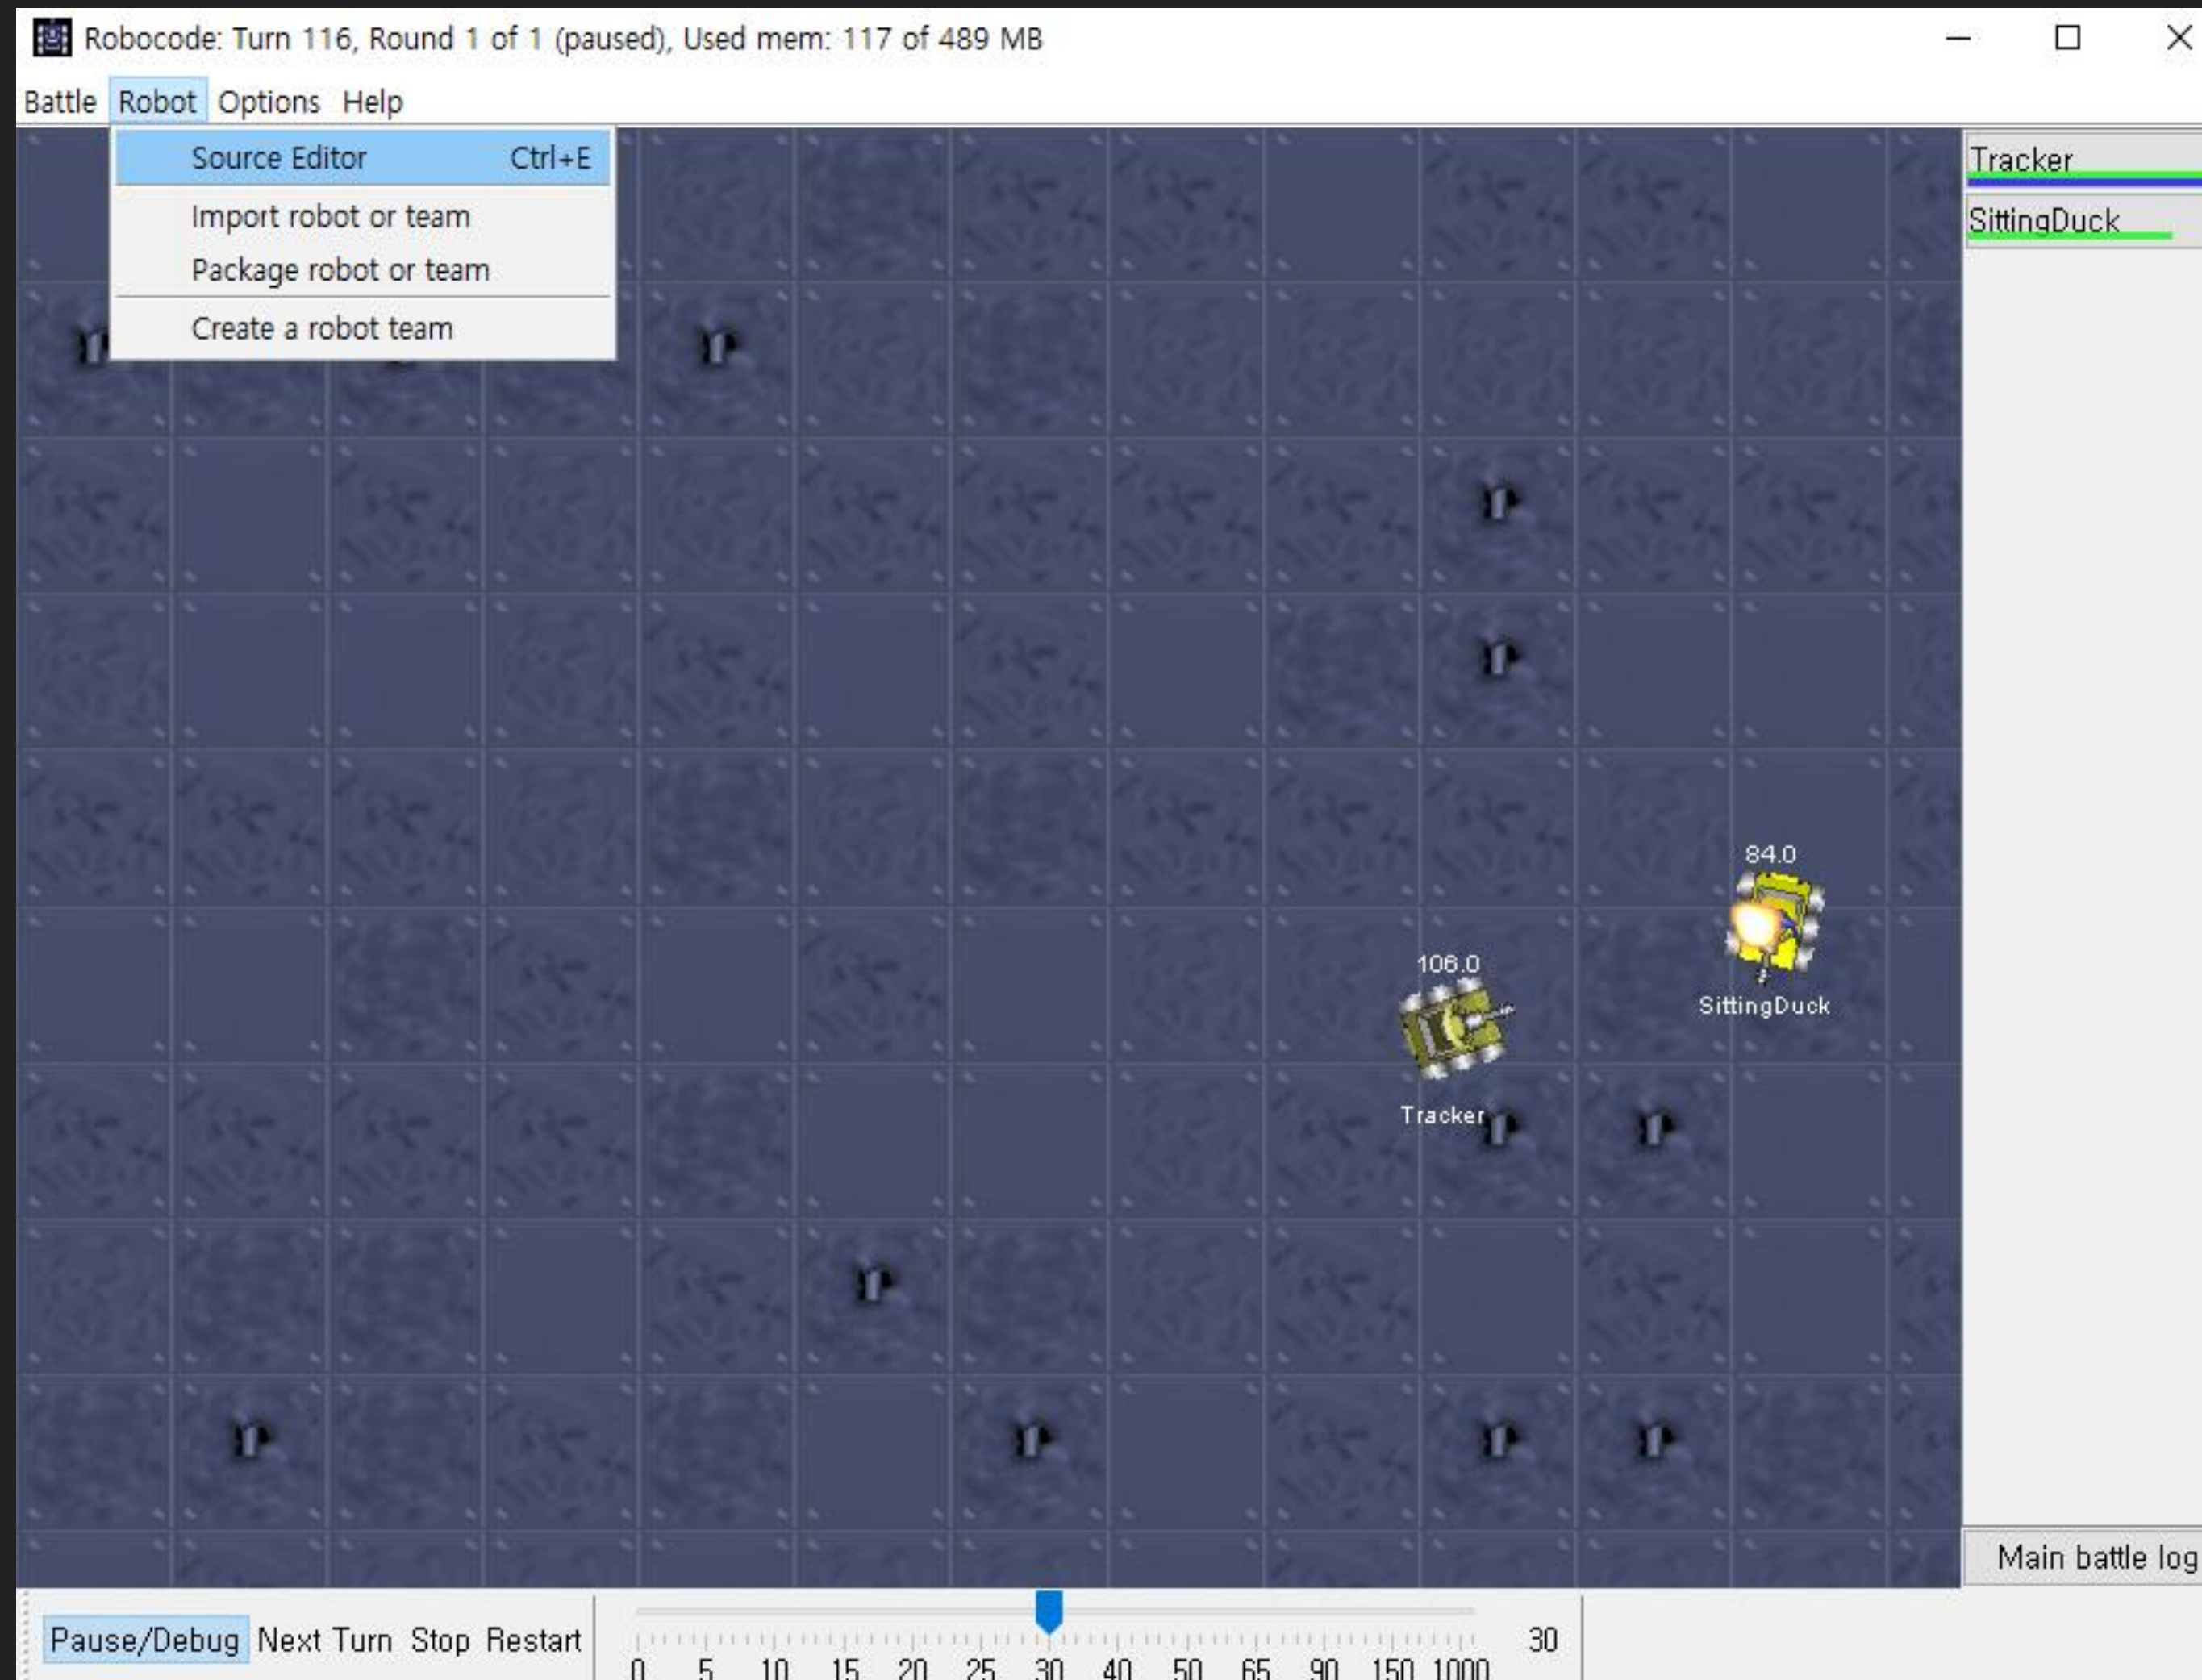 Robocode: Turn 116, Round 1 of 1 (paused), Used mem: 117 of 489 MB
Battle Robot Options Help
Source Editor Ctrl+E
Import robot or team
Package robot or team
Create a robot team
Tracker
SittingDuck
84.0
SittingDuck
106.0
Tracker
Main battle log
Pause/Debug Next Turn Stop Restart
30
0 5 10 15 20 25 30 40 50 65 90 150 1000